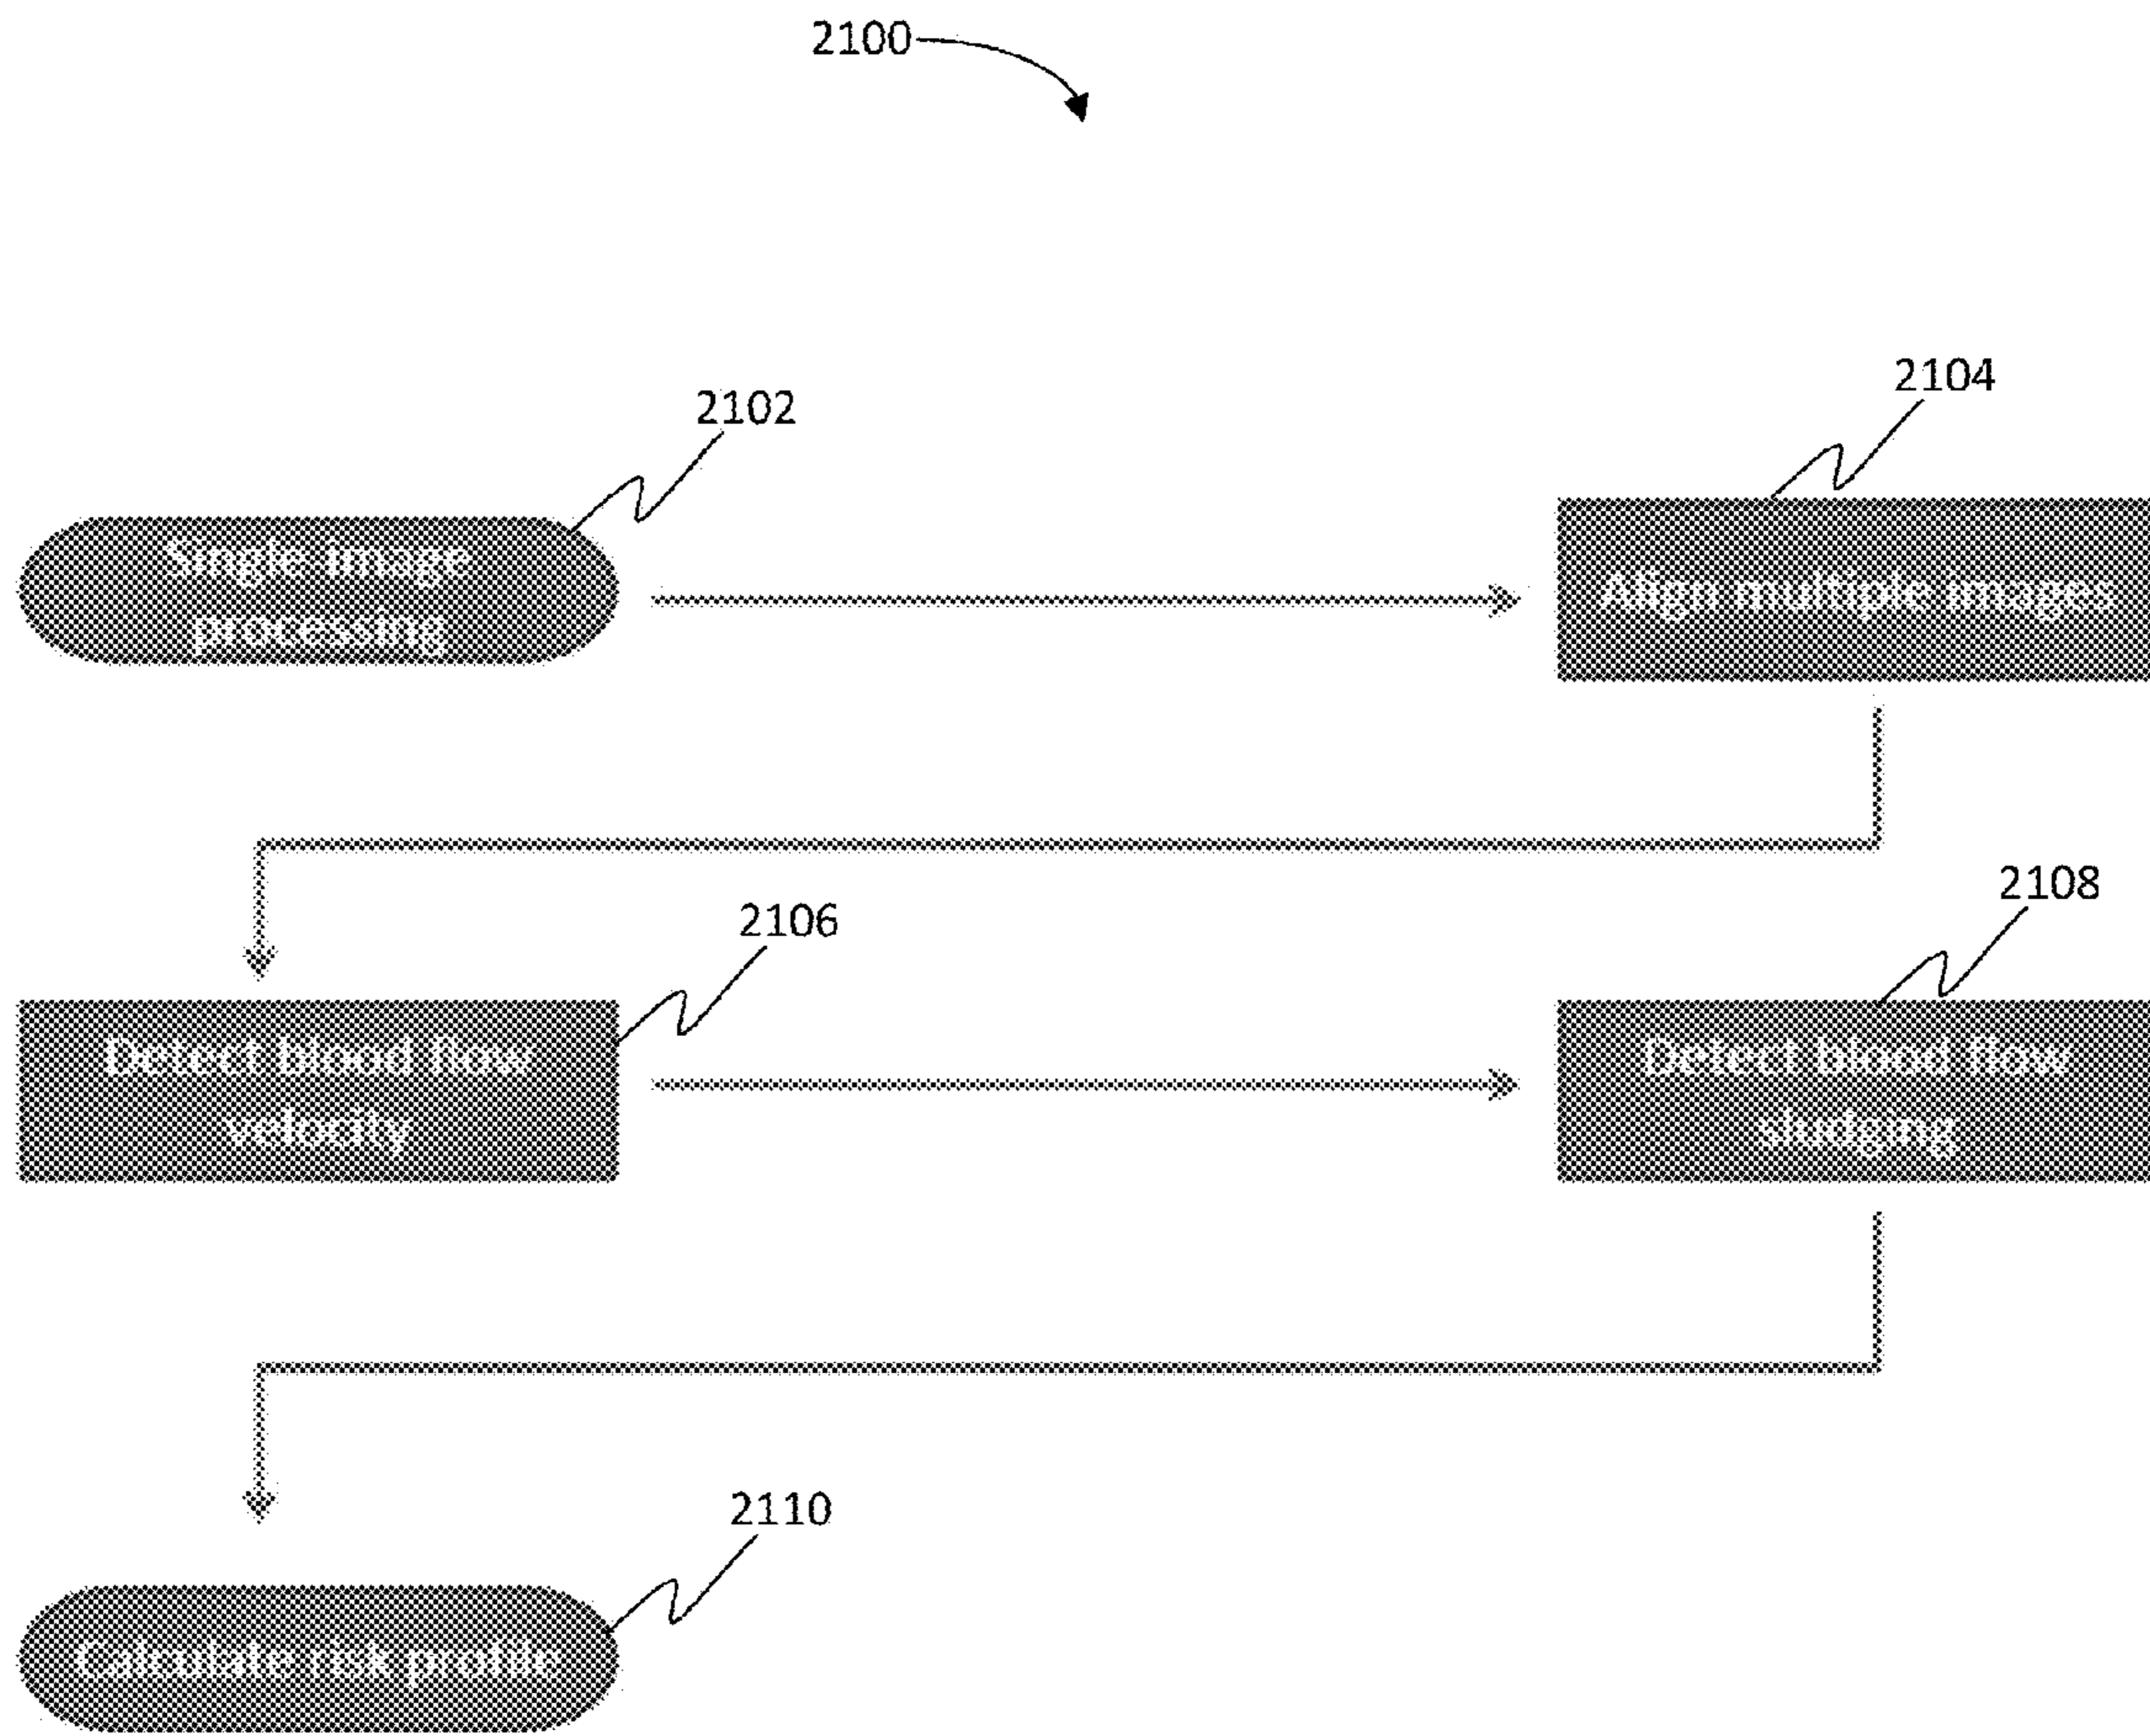 2100
2102
2104
Single image
processing
Align multiple images
2106
2108
Detect blood flow
velocity
Detect blood flow
sludging
2110
Calculate risk profile